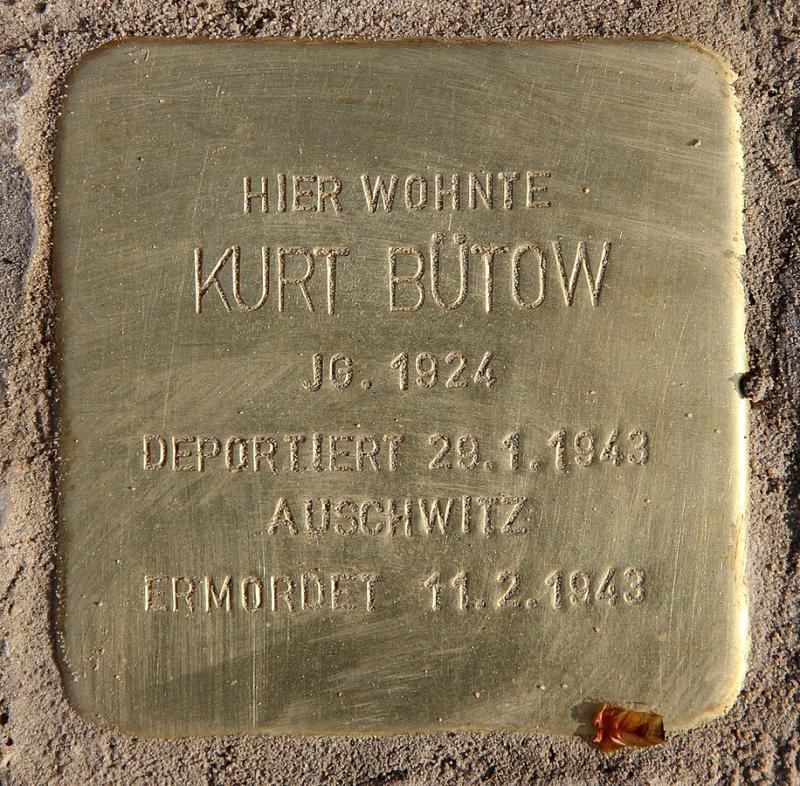 HIER WOHNTE
KURT BÜTOW
JG. 1924
DEPORTIERT 29.1.1943
AUSCHWITZ
ERMORDET 11.2.1943